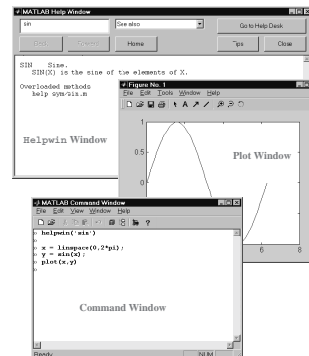 MATLAB Help Window
sin
See also
Go to Help Desk
Back
Forward
Home
Tips
Close
SIN Sine.
SIN(X) is the sine of the elements of X.
Overloaded methods
help sym/sin.m
Helpwin Window
Figure No. 1
File Edit Tools Window Help
1
0.5
0
6
8
Plot Window
MATLAB Command Window
File Edit View Window Help
» helpwin('sin')
»
» x = linspace(0,2*pi);
» y = sin(x);
» plot(x,y)
»
Command Window
Ready
NUM